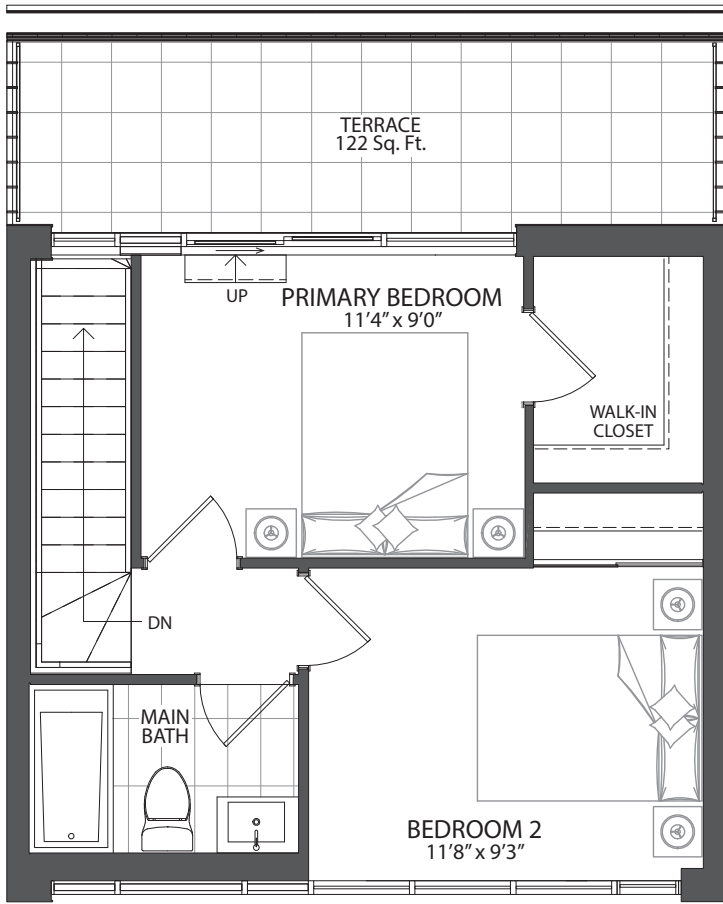 TERRACE
122 Sq. Ft.
UP
PRIMARY BEDROOM
11’4” x 9’0”
WALK-IN
CLOSET
DN
MAIN
BATH
BEDROOM 2
11’8” x 9’3”